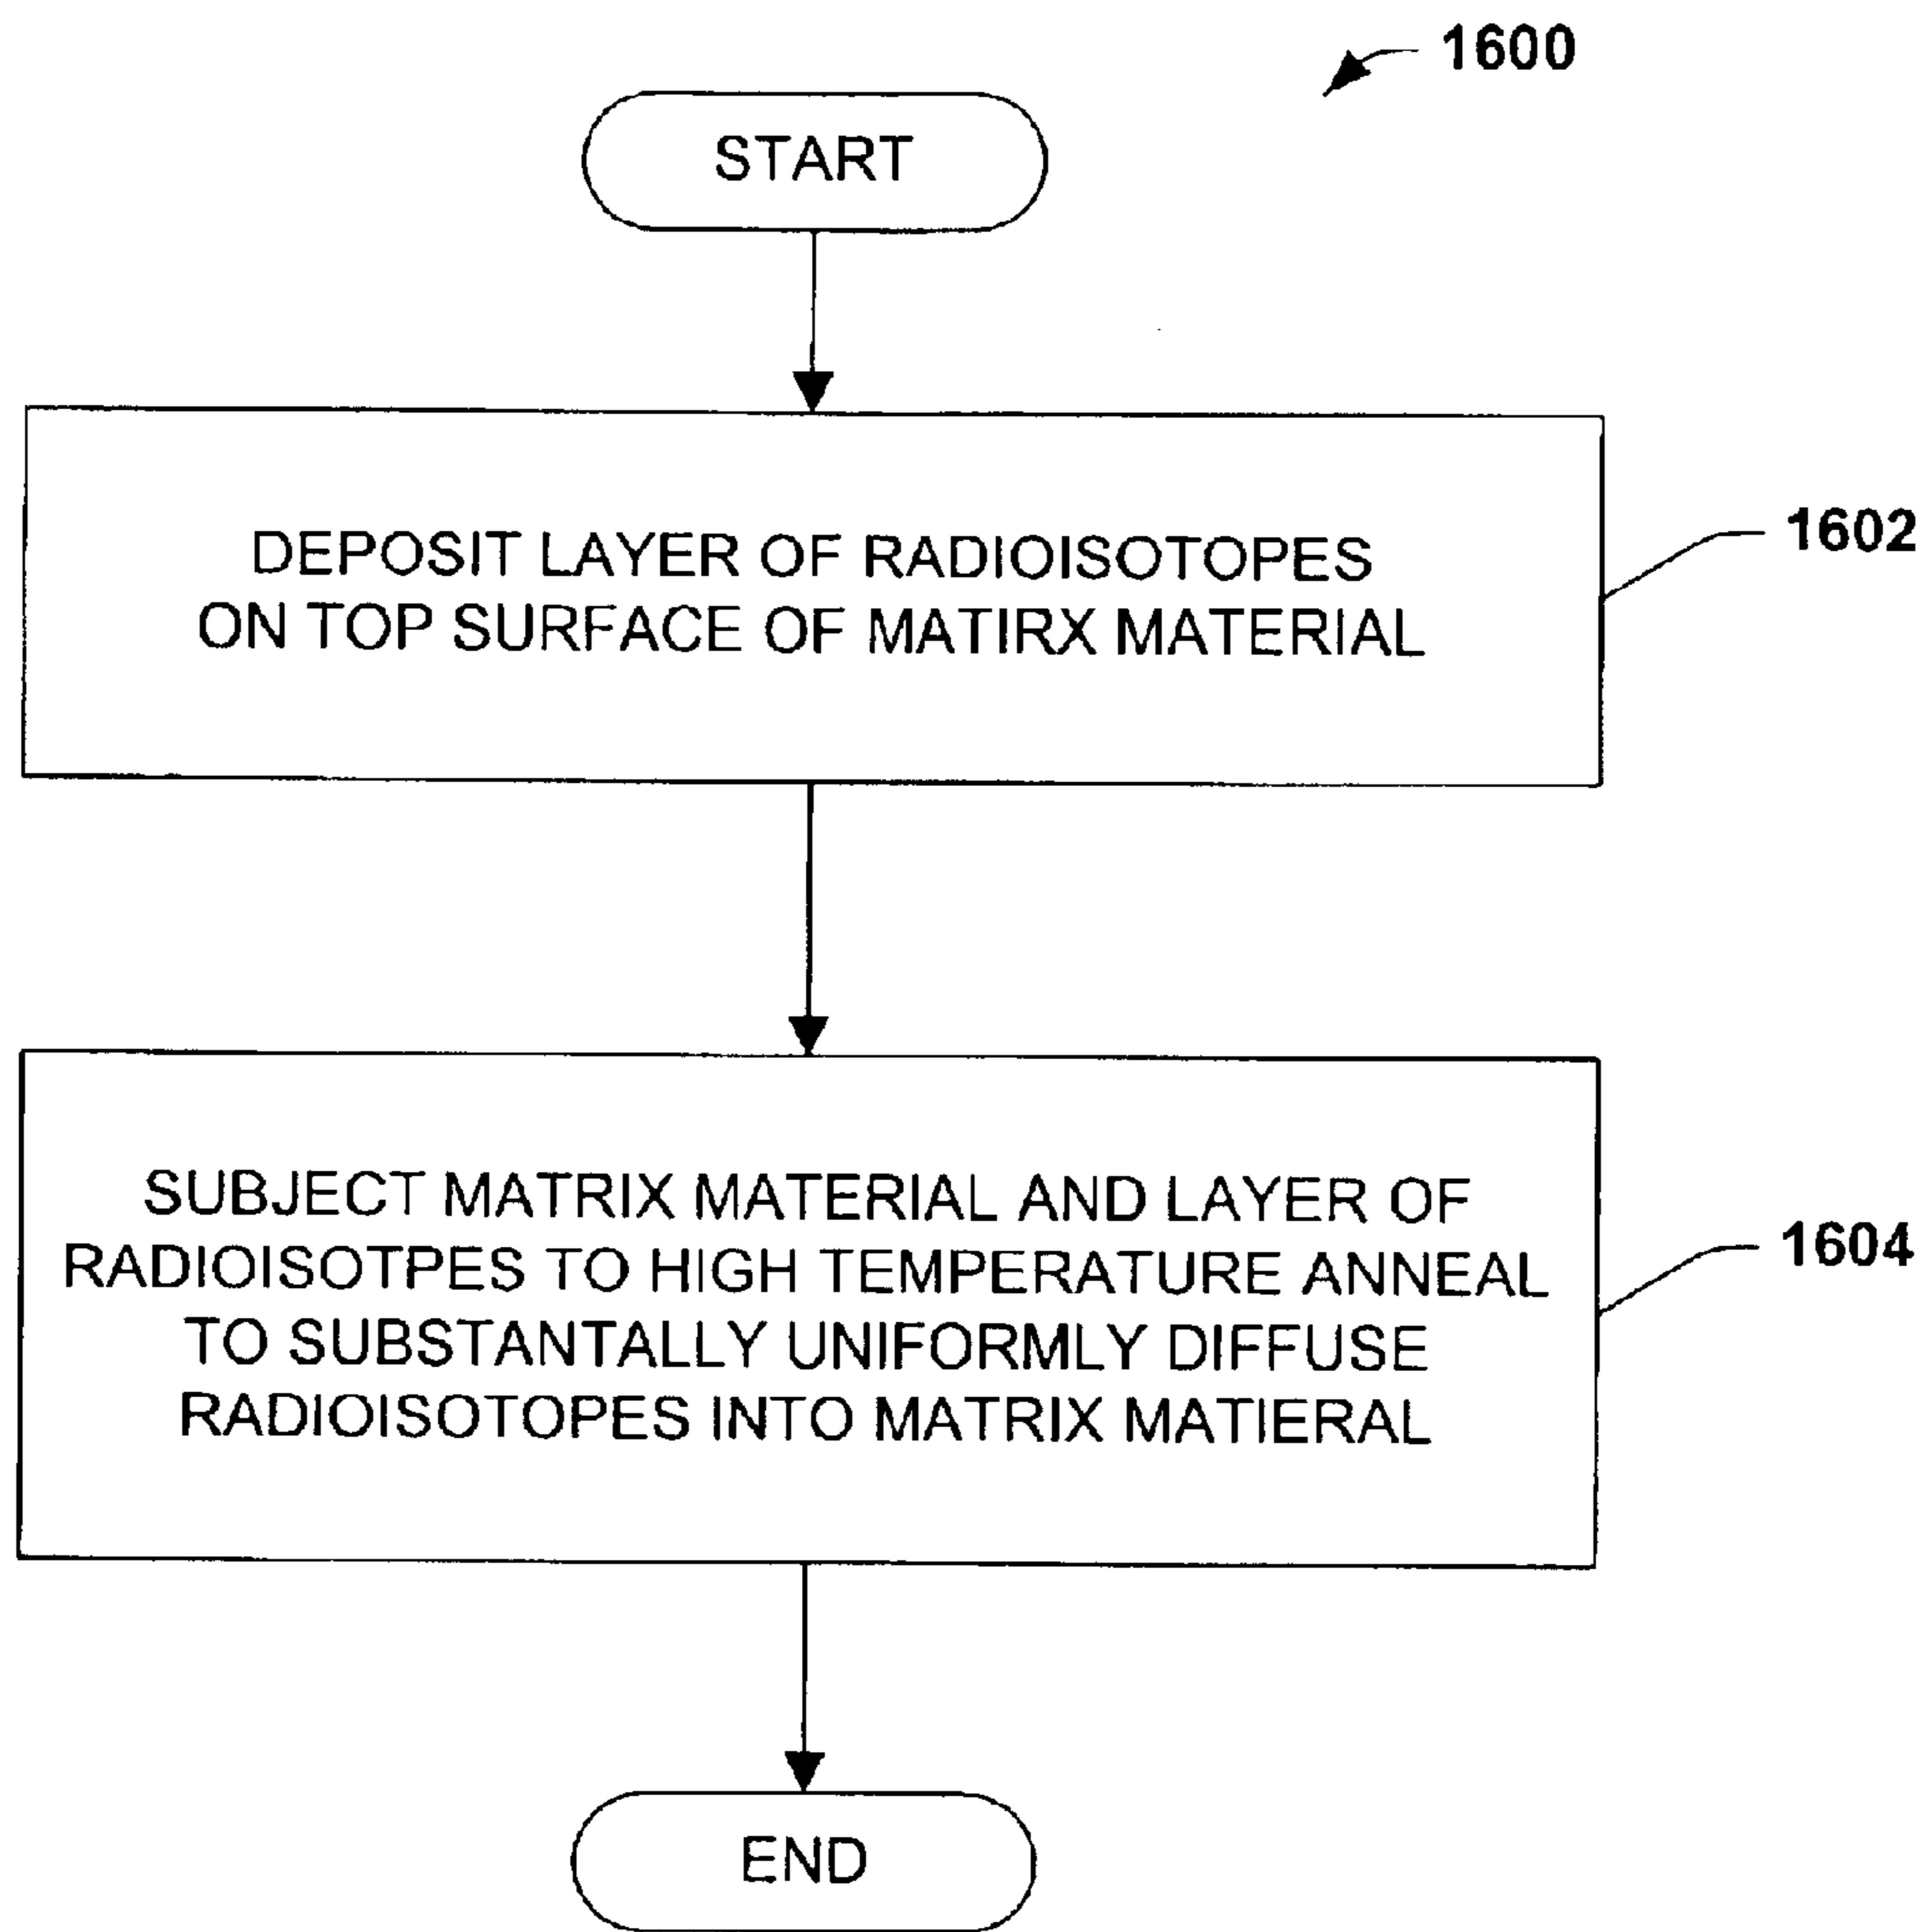 1600
START
DEPOSIT LAYER OF RADIOISOTOPES
ON TOP SURFACE OF MATIRX MATERIAL
1602
SUBJECT MATRIX MATERIAL AND LAYER OF
RADIOISOTPES TO HIGH TEMPERATURE ANNEAL
TO SUBSTANTALLY UNIFORMLY DIFFUSE
RADIOISOTOPES INTO MATRIX MATIERAL
1604
END